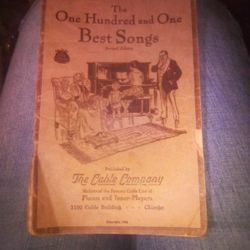 The
One Hundred and One
Best Songs
Revised Edition
Published by
The Cable Company
Makers of the Famous Cable Line of
Pianos and Inner-Players
Cable Building - - - Chicago